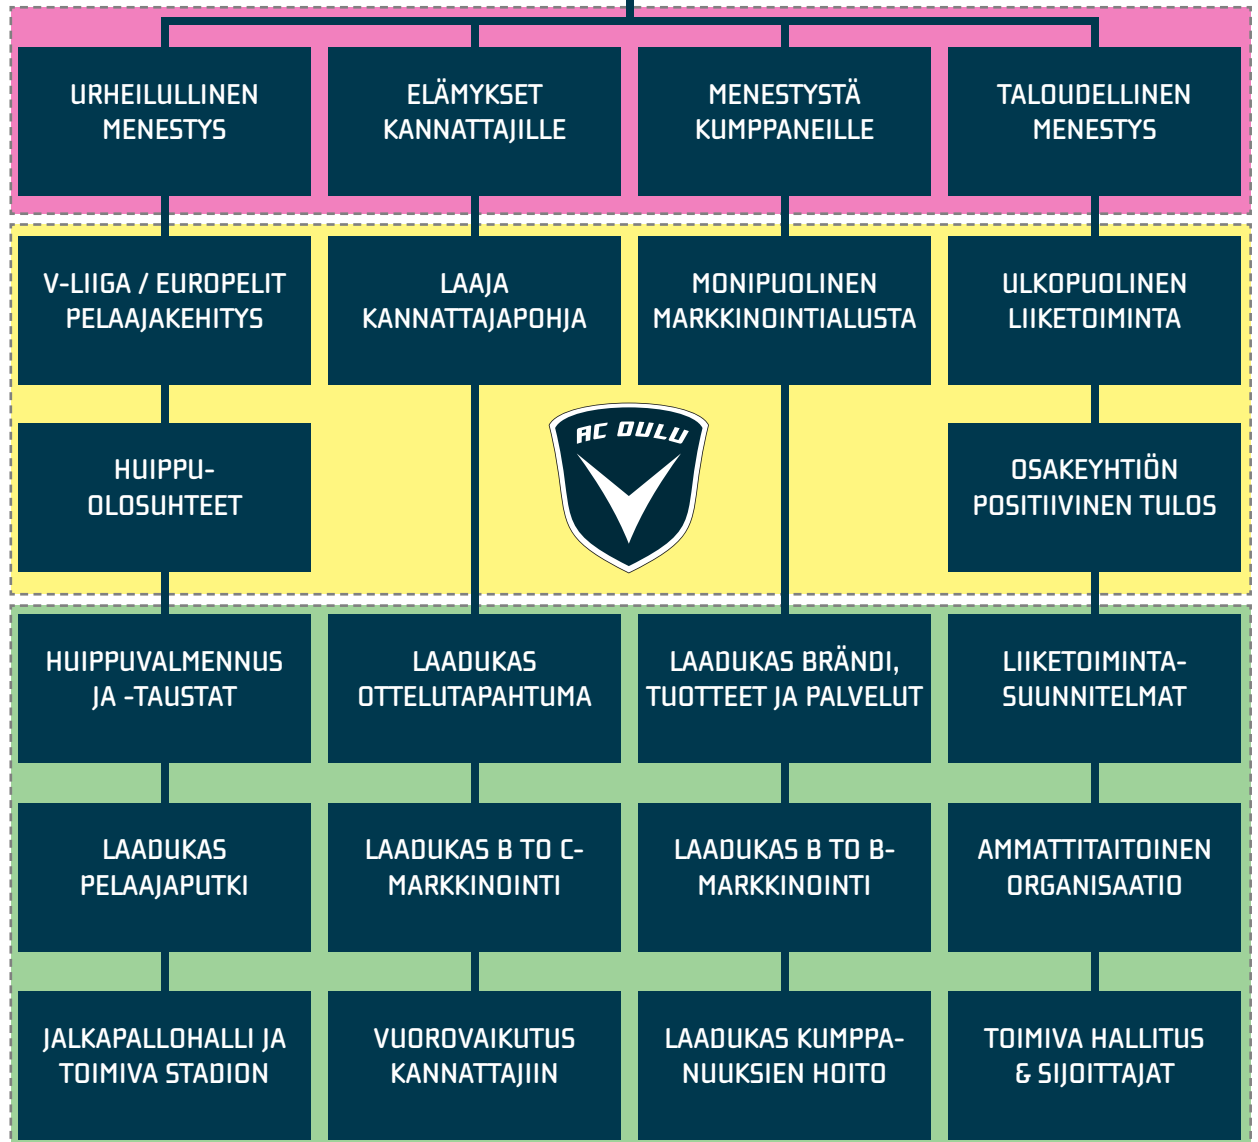 URHEILULLINEN
MENESTYS
ELÄMYKSET
KANNATTAJILLE
MENESTYSTÄ
KUMPPANEILLE
TALOUDELLINEN
MENESTYS
V-LIIGA / EUROPELIT
PELAAJAKEHITYS
LAAJA
KANNATTAJAPOHJA
MONIPUOLINEN
MARKKINOINTIALUSTA
ULKOPUOLINEN
LIIKETOIMINTA
HUIPPU-
OLOSUHTEET
AC OULU
OSAKEYHTIÖN
POSITIIVINEN TULOS
HUIPPUVALMENNUS
JA -TAUSTAT
LAADUKAS
OTTELUTAPAHTUMA
LAADUKAS BRÄNDI,
TUOTTEET JA PALVELUT
LIIKETOIMINTA-
SUUNNITELMAT
LAADUKAS
PELAAJAPUTKI
LAADUKAS B TO C-
MARKKINOINTI
LAADUKAS B TO B-
MARKKINOINTI
AMMATTITAITOINEN
ORGANISAATIO
JALKAPALLOHALLI JA
TOIMIVA STADION
VUOROVAIKUTUS
KANNATTAJIIN
LAADUKAS KUMPPA-
NUUKSIEN HOITO
TOIMIVA HALLITUS
& SIJOITTAJAT